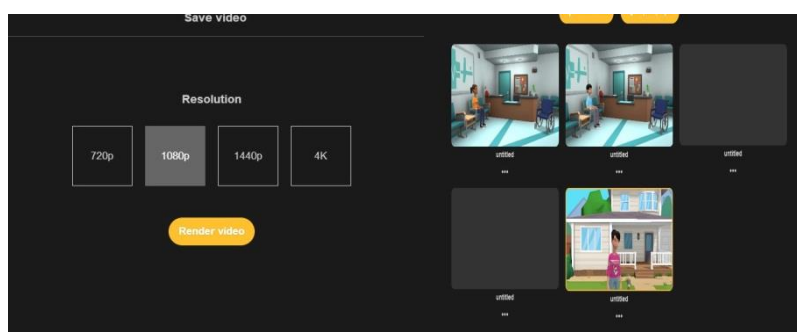 Save video
Resolution
720p
1080p
1440p
4K
Render video
untitled
untitled
untitled
untitled
untitled